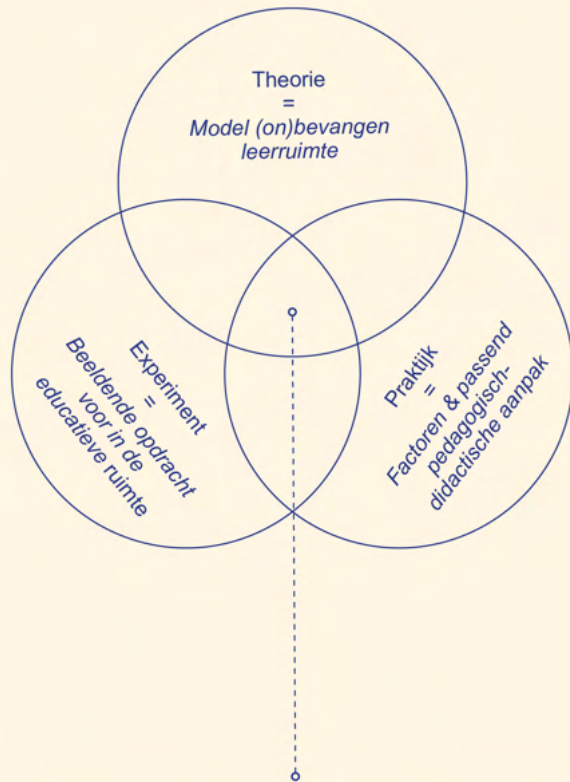 Theorie
=
Model (on)bevangen
leerruimte
Experiment
=
Beeldende opdracht
voor in de
educatieve ruimte
Praktijk
=
Factoren & passend
pedagogisch-
didactische aanpak